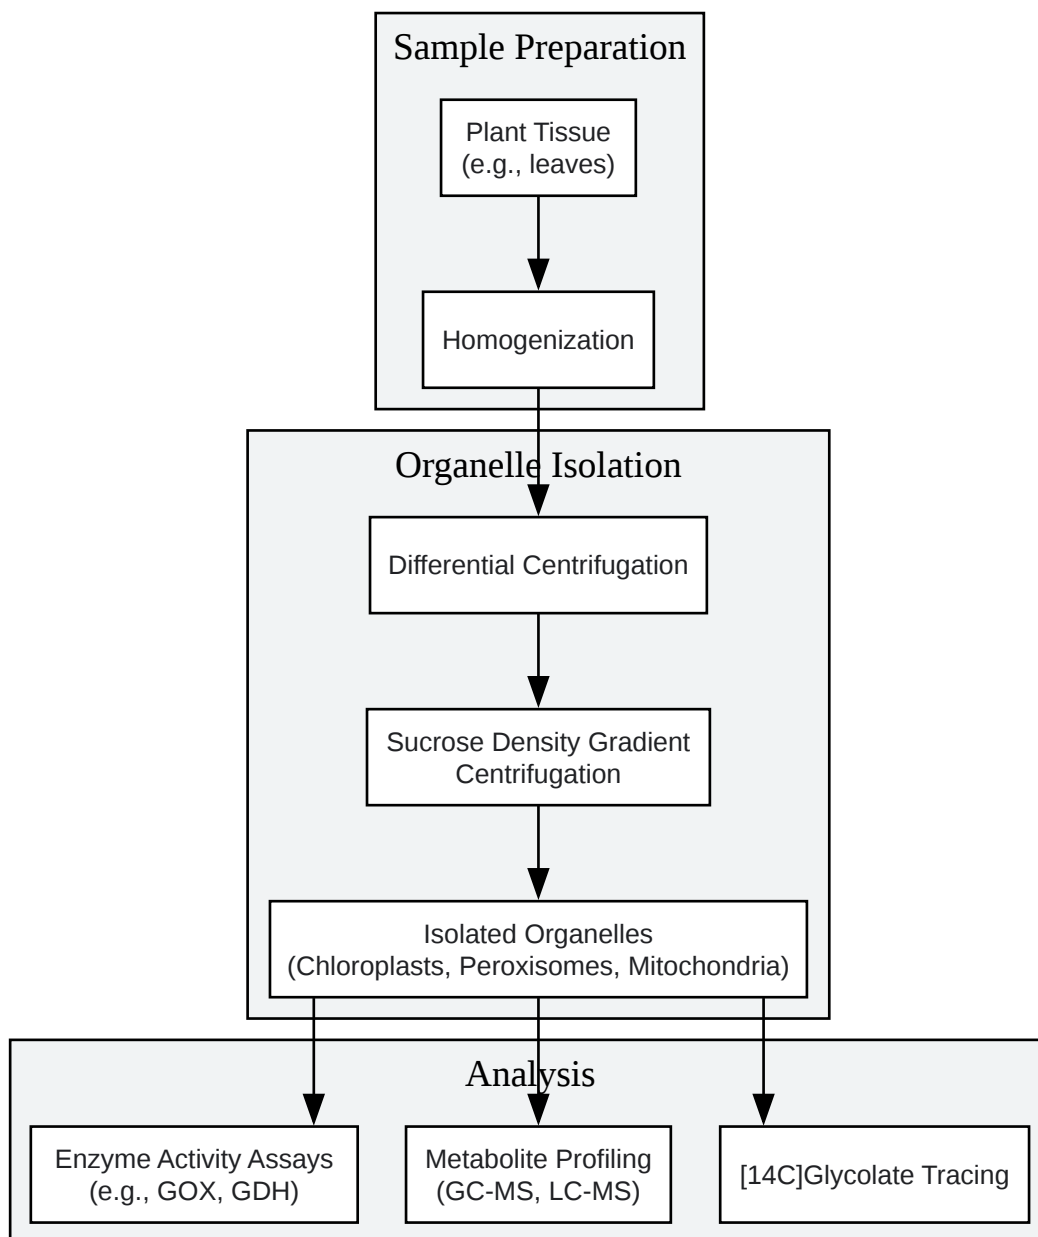 Sample Preparation
Plant Tissue
(e.g., leaves)
Homogenization
Organelle Isolation
Differential Centrifugation
Sucrose Density Gradient
Centrifugation
Isolated Organelles
(Chloroplasts, Peroxisomes, Mitochondria)
Analysis
Enzyme Activity Assays
(e.g., GOX, GDH)
Metabolite Profiling
(GC-MS, LC-MS)
[14C]Glycolate Tracing